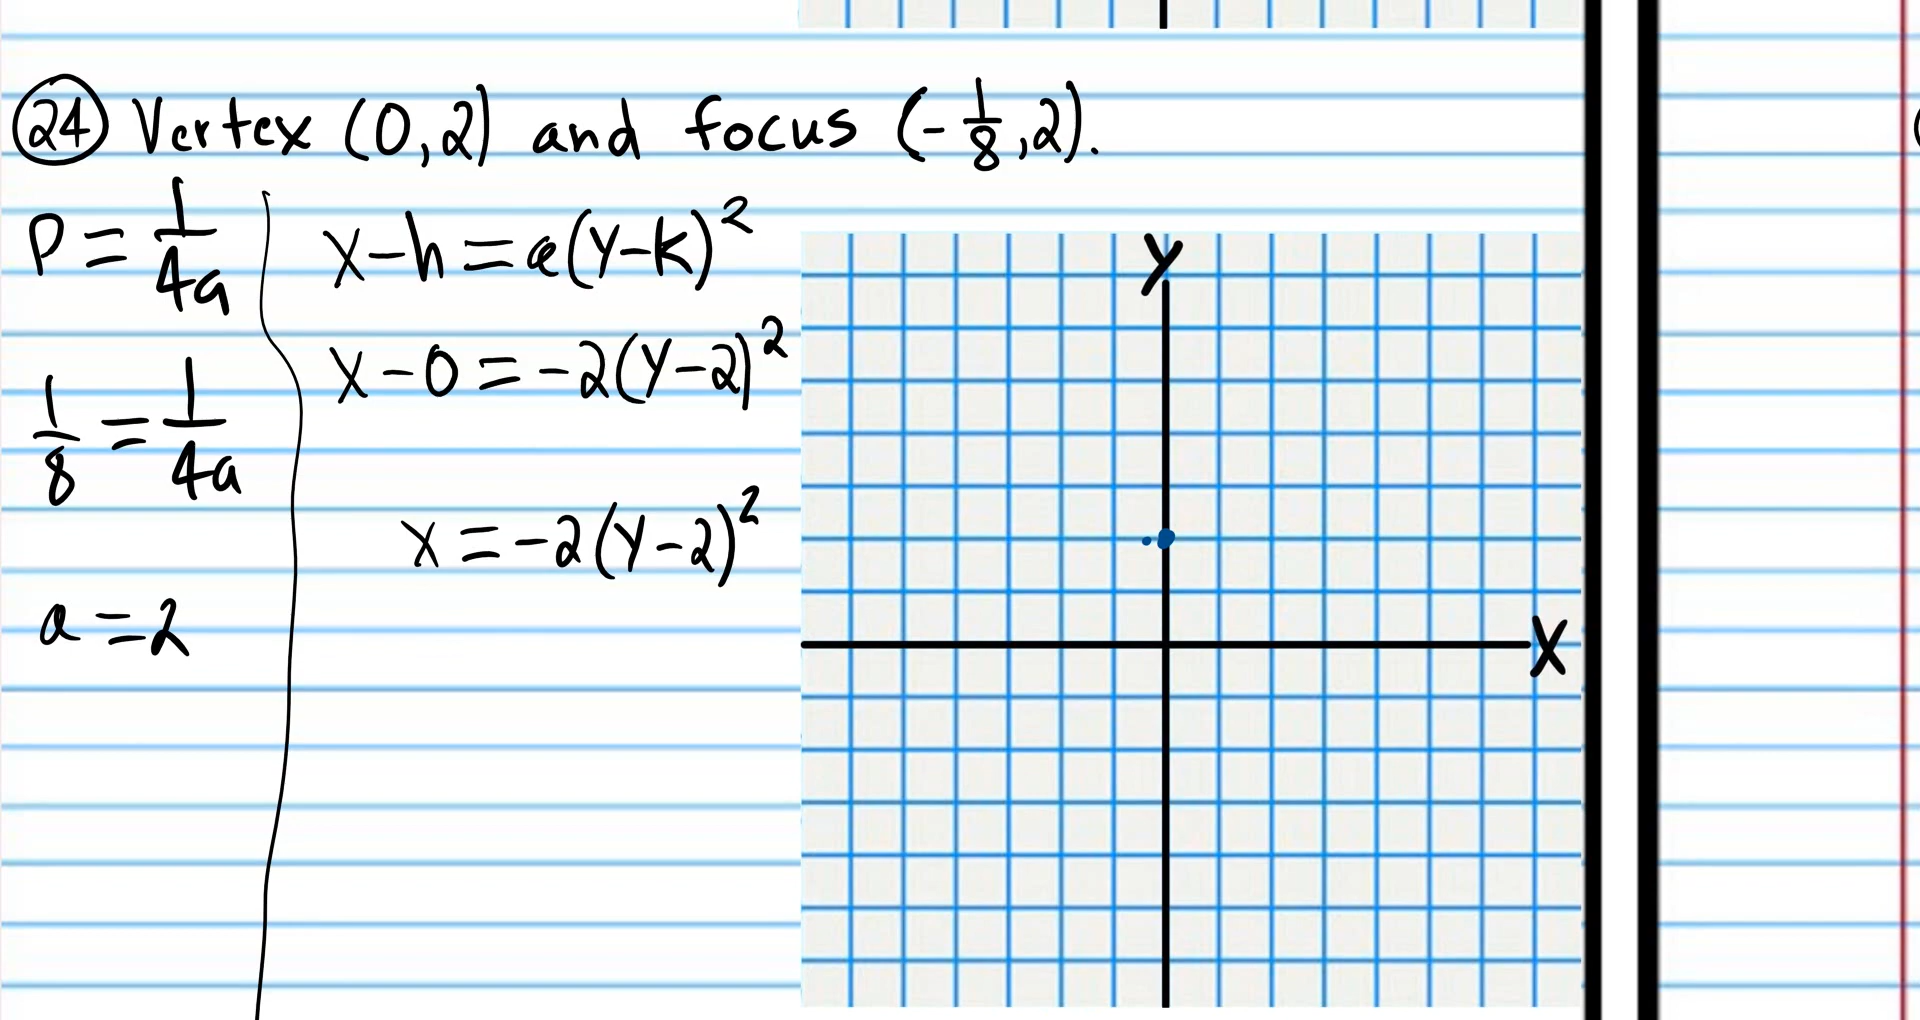 24 Vertex (0,2) and focus (-1/8,2).
P = 1/4a
1/8 = 1/4a
a = 2
x-h = a(y-k)²
x-0 = -2(y-2)²
x = -2(y-2)²
y
x